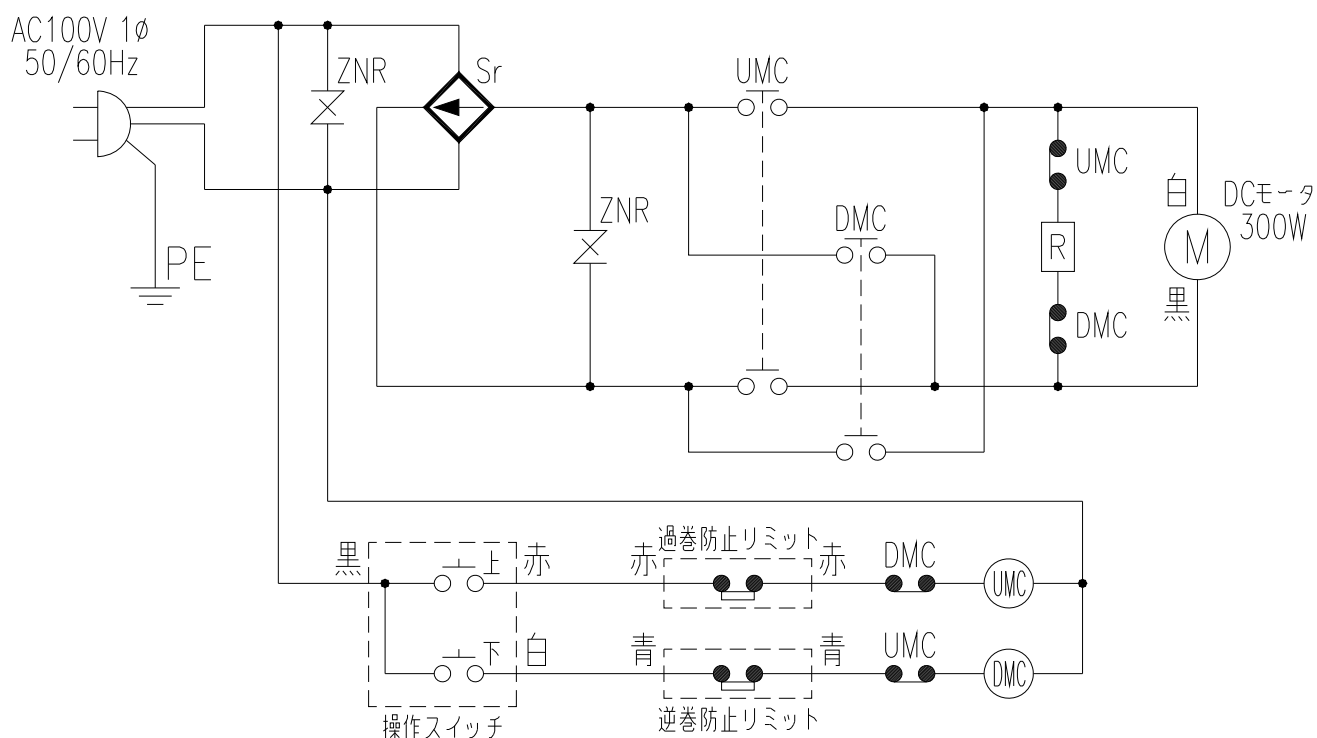 AC100V 1φ
50/60Hz
ZNR
Sr
UMC
PE
ZNR
DMC
UMC
R
DMC
白
M
黒
DCモータ
300W
過巻防止リミット
黒
上
赤
赤
赤
DMC
UMC
下
白
青
青
UMC
DMC
操作スイッチ
逆巻防止リミット